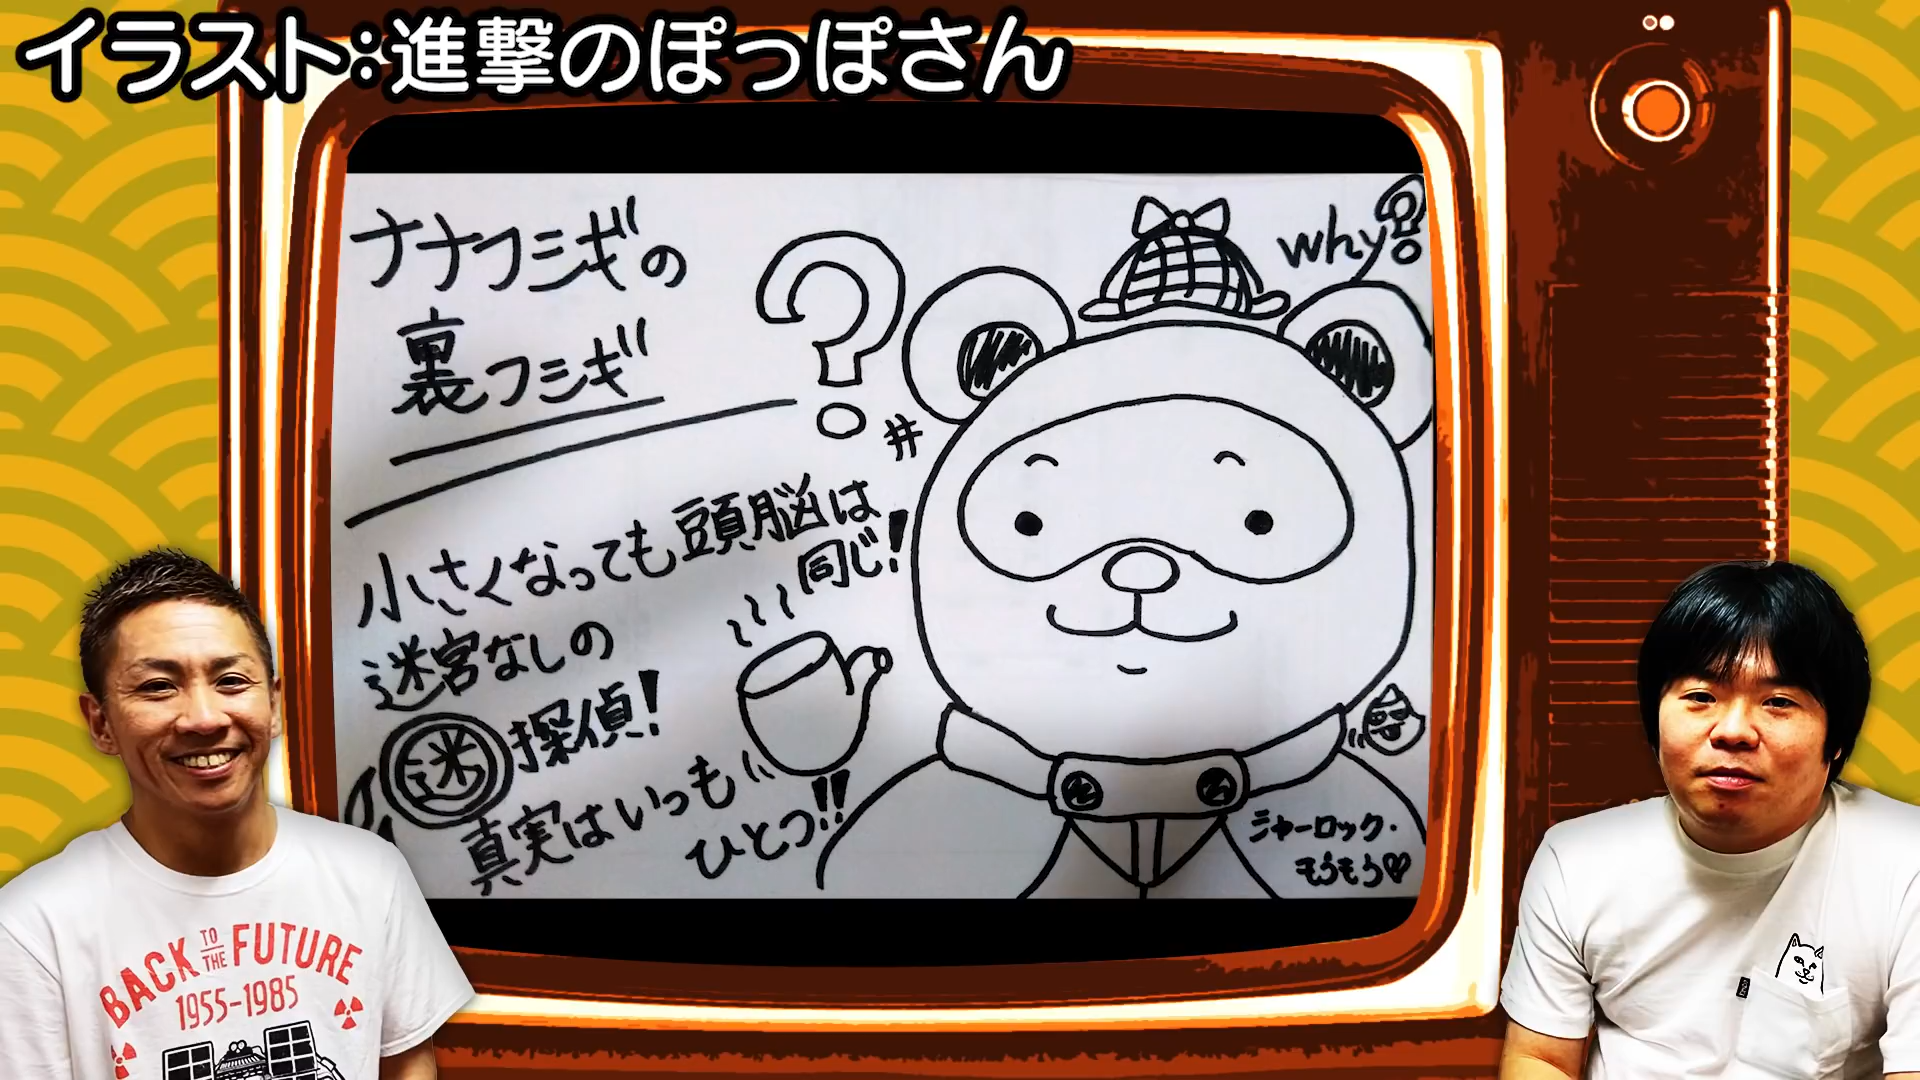 イラスト:進撃のぽっぽさん
ナナフシギの
裏フシギ
why?
?
小さくなっても頭脳は
同じ!
迷宮なしの
迷探偵!
真実はいつも
ひとつ!!
シャーロック・
もうもう♡
BACK TO THE FUTURE
1955-1985